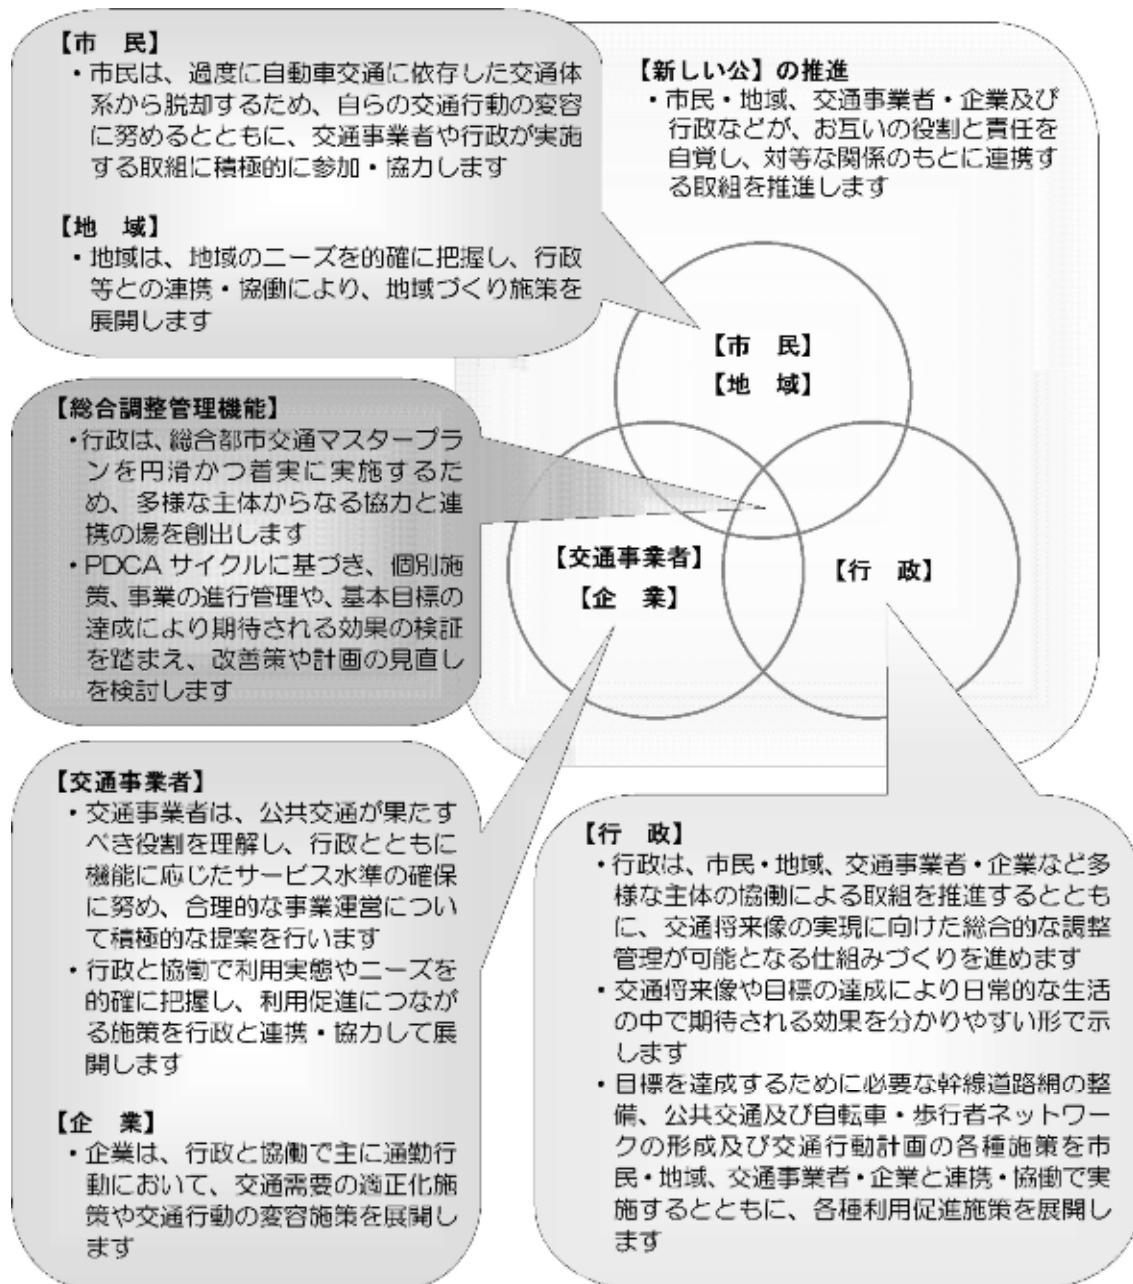 【市　民】
・市民は、過度に自動車交通に依存した交通体
系から脱却するため、自らの交通行動の変容
に努めるとともに、交通事業者や行政が実施
する取組に積極的に参加・協力します
【地　域】
・地域は、地域のニーズを的確に把握し、行政
等との連携・協働により、地域づくり施策を
展開します
【新しい公】の推進
・市民・地域、交通事業者・企業及び
行政などが、お互いの役割と責任を
自覚し、対等な関係のもとに連携す
る取組を推進します
【市　民】
【地　域】
【交通事業者】
【企　業】
【行　政】
【総合調整管理機能】
・行政は、総合都市交通マスタープラ
ンを円滑かつ着実に実施するた
め、多様な主体からなる協力と連
携の場を創出します
・PDCA サイクルに基づき、個別施
策、事業の進行管理や、基本目標の
達成により期待される効果の検証
を踏まえ、改善策や計画の見直し
を検討します
【交通事業者】
・交通事業者は、公共交通が果たす
べき役割を理解し、行政とともに
機能に応じたサービス水準の確保
に努め、合理的な事業運営につい
て積極的な提案を行います
・行政と協働で利用実態やニーズを
的確に把握し、利用促進につなが
る施策を行政と連携・協力して展
開します
【企　業】
・企業は、行政と協働で主に通勤行
動において、交通需要の適正化施
策や交通行動の変容施策を展開し
ます
【行　政】
・行政は、市民・地域、交通事業者・企業など多
様な主体の協働による取組を推進するととも
に、交通将来像の実現に向けた総合的な調整
管理が可能となる仕組みづくりを進めます
・交通将来像や目標の達成により日常的な生活
の中で期待される効果を分かりやすい形で示
します
・目標を達成するために必要な幹線道路網の整
備、公共交通及び自転車・歩行者ネットワー
クの形成及び交通行動計画の各種施策を市
民・地域、交通事業者・企業と連携・協働で実
施するとともに、各種利用促進施策を展開し
ます